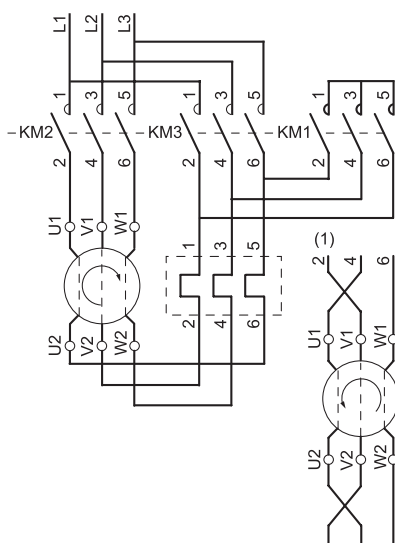 L1 L2 L3
1 3 5 1 3 5 1 3 5
-KM2 -KM3 -KM1
2 4 6 2 4 6 2 4 6
U1 V1 W1
1 3 5
(1)
2 4 6
2 4 6
U1 V1 W1
U2 V2 W2
U2 V2 W2